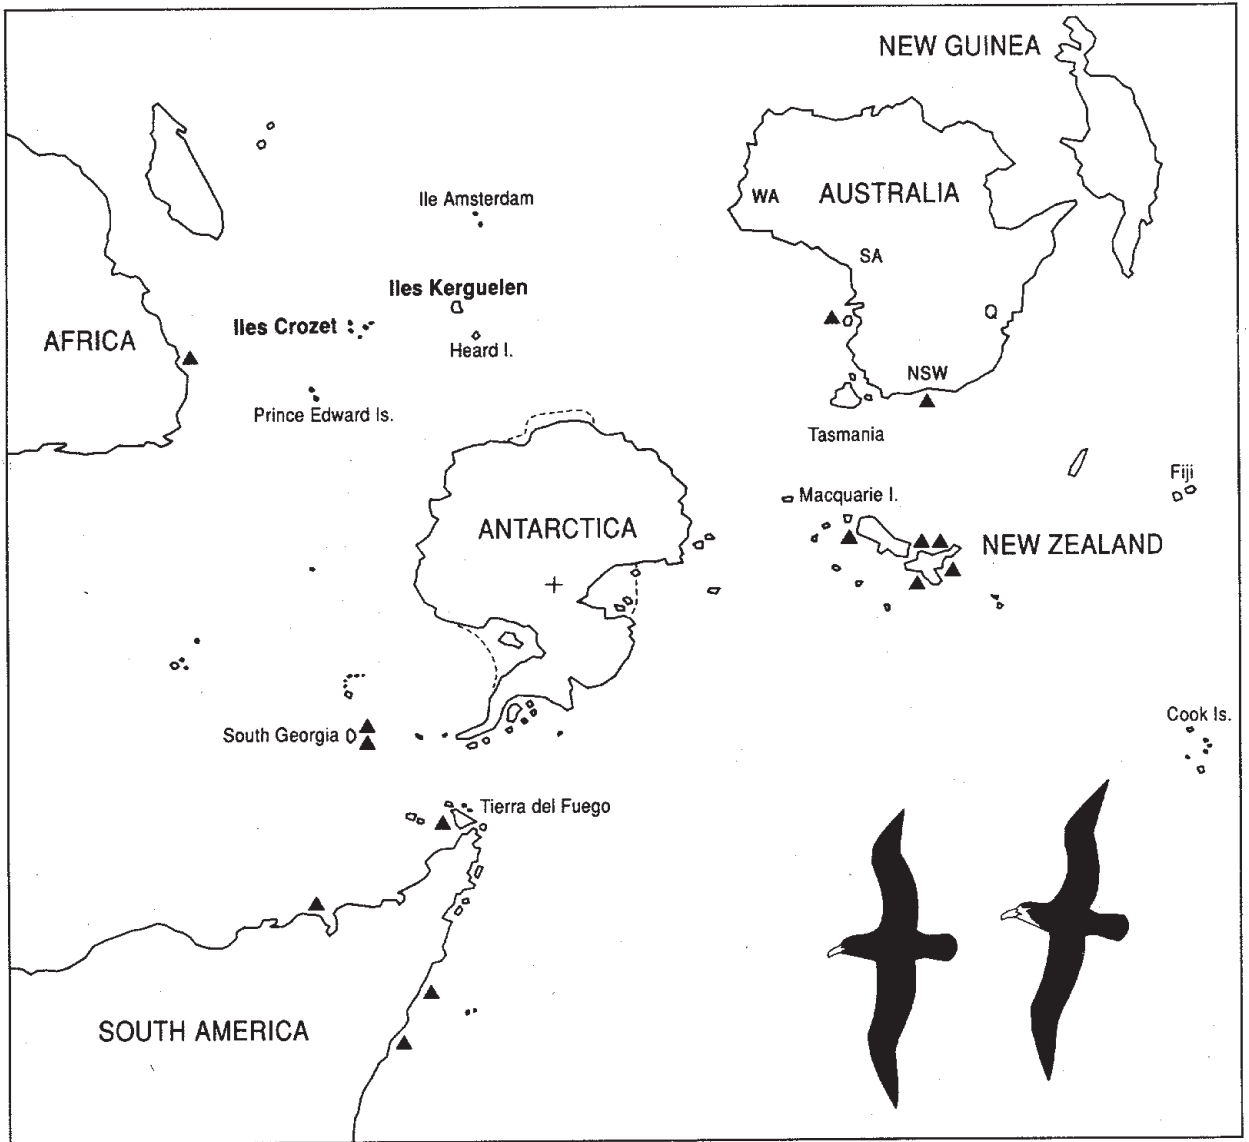 NEW GUINEA
Ile Amsterdam
WA
AUSTRALIA
SA
Iles Kerguelen
Q
Iles Crozet
AFRICA
Heard I.
NSW
Prince Edward Is.
Tasmania
Fiji
Macquarie I.
ANTARCTICA
NEW ZEALAND
Cook Is.
South Georgia
Tierra del Fuego
SOUTH AMERICA